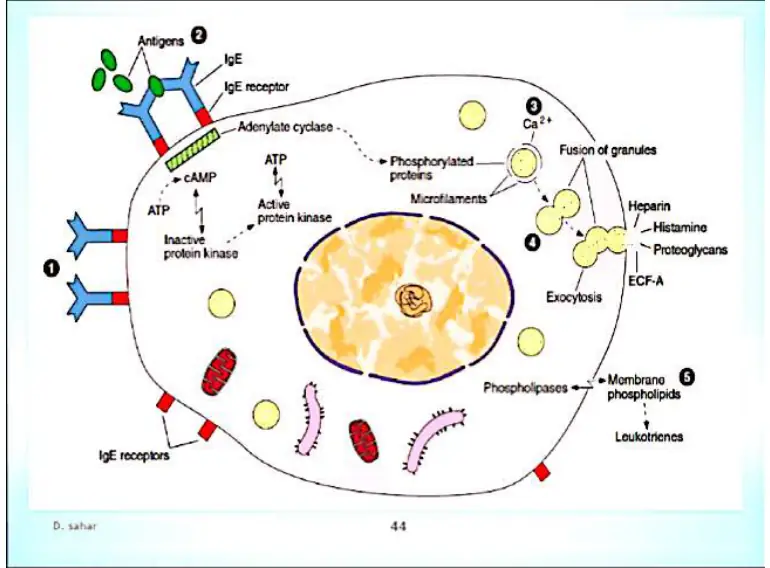 Antigens 2
IgE
IgE receptor
Adenylate cyclase
ATP
cAMP
ATP
Active
protein kinase
Inactive
protein kinase
Phosphorylated
proteins
Microfilaments
3
Ca2+
Fusion of granules
4
Heparin
Histamine
Proteoglycans
ECF-A
Exocytosis
1
Phospholipases
Membrane 5
phospholipids
Leukotrienes
IgE receptors
D. sahar
44